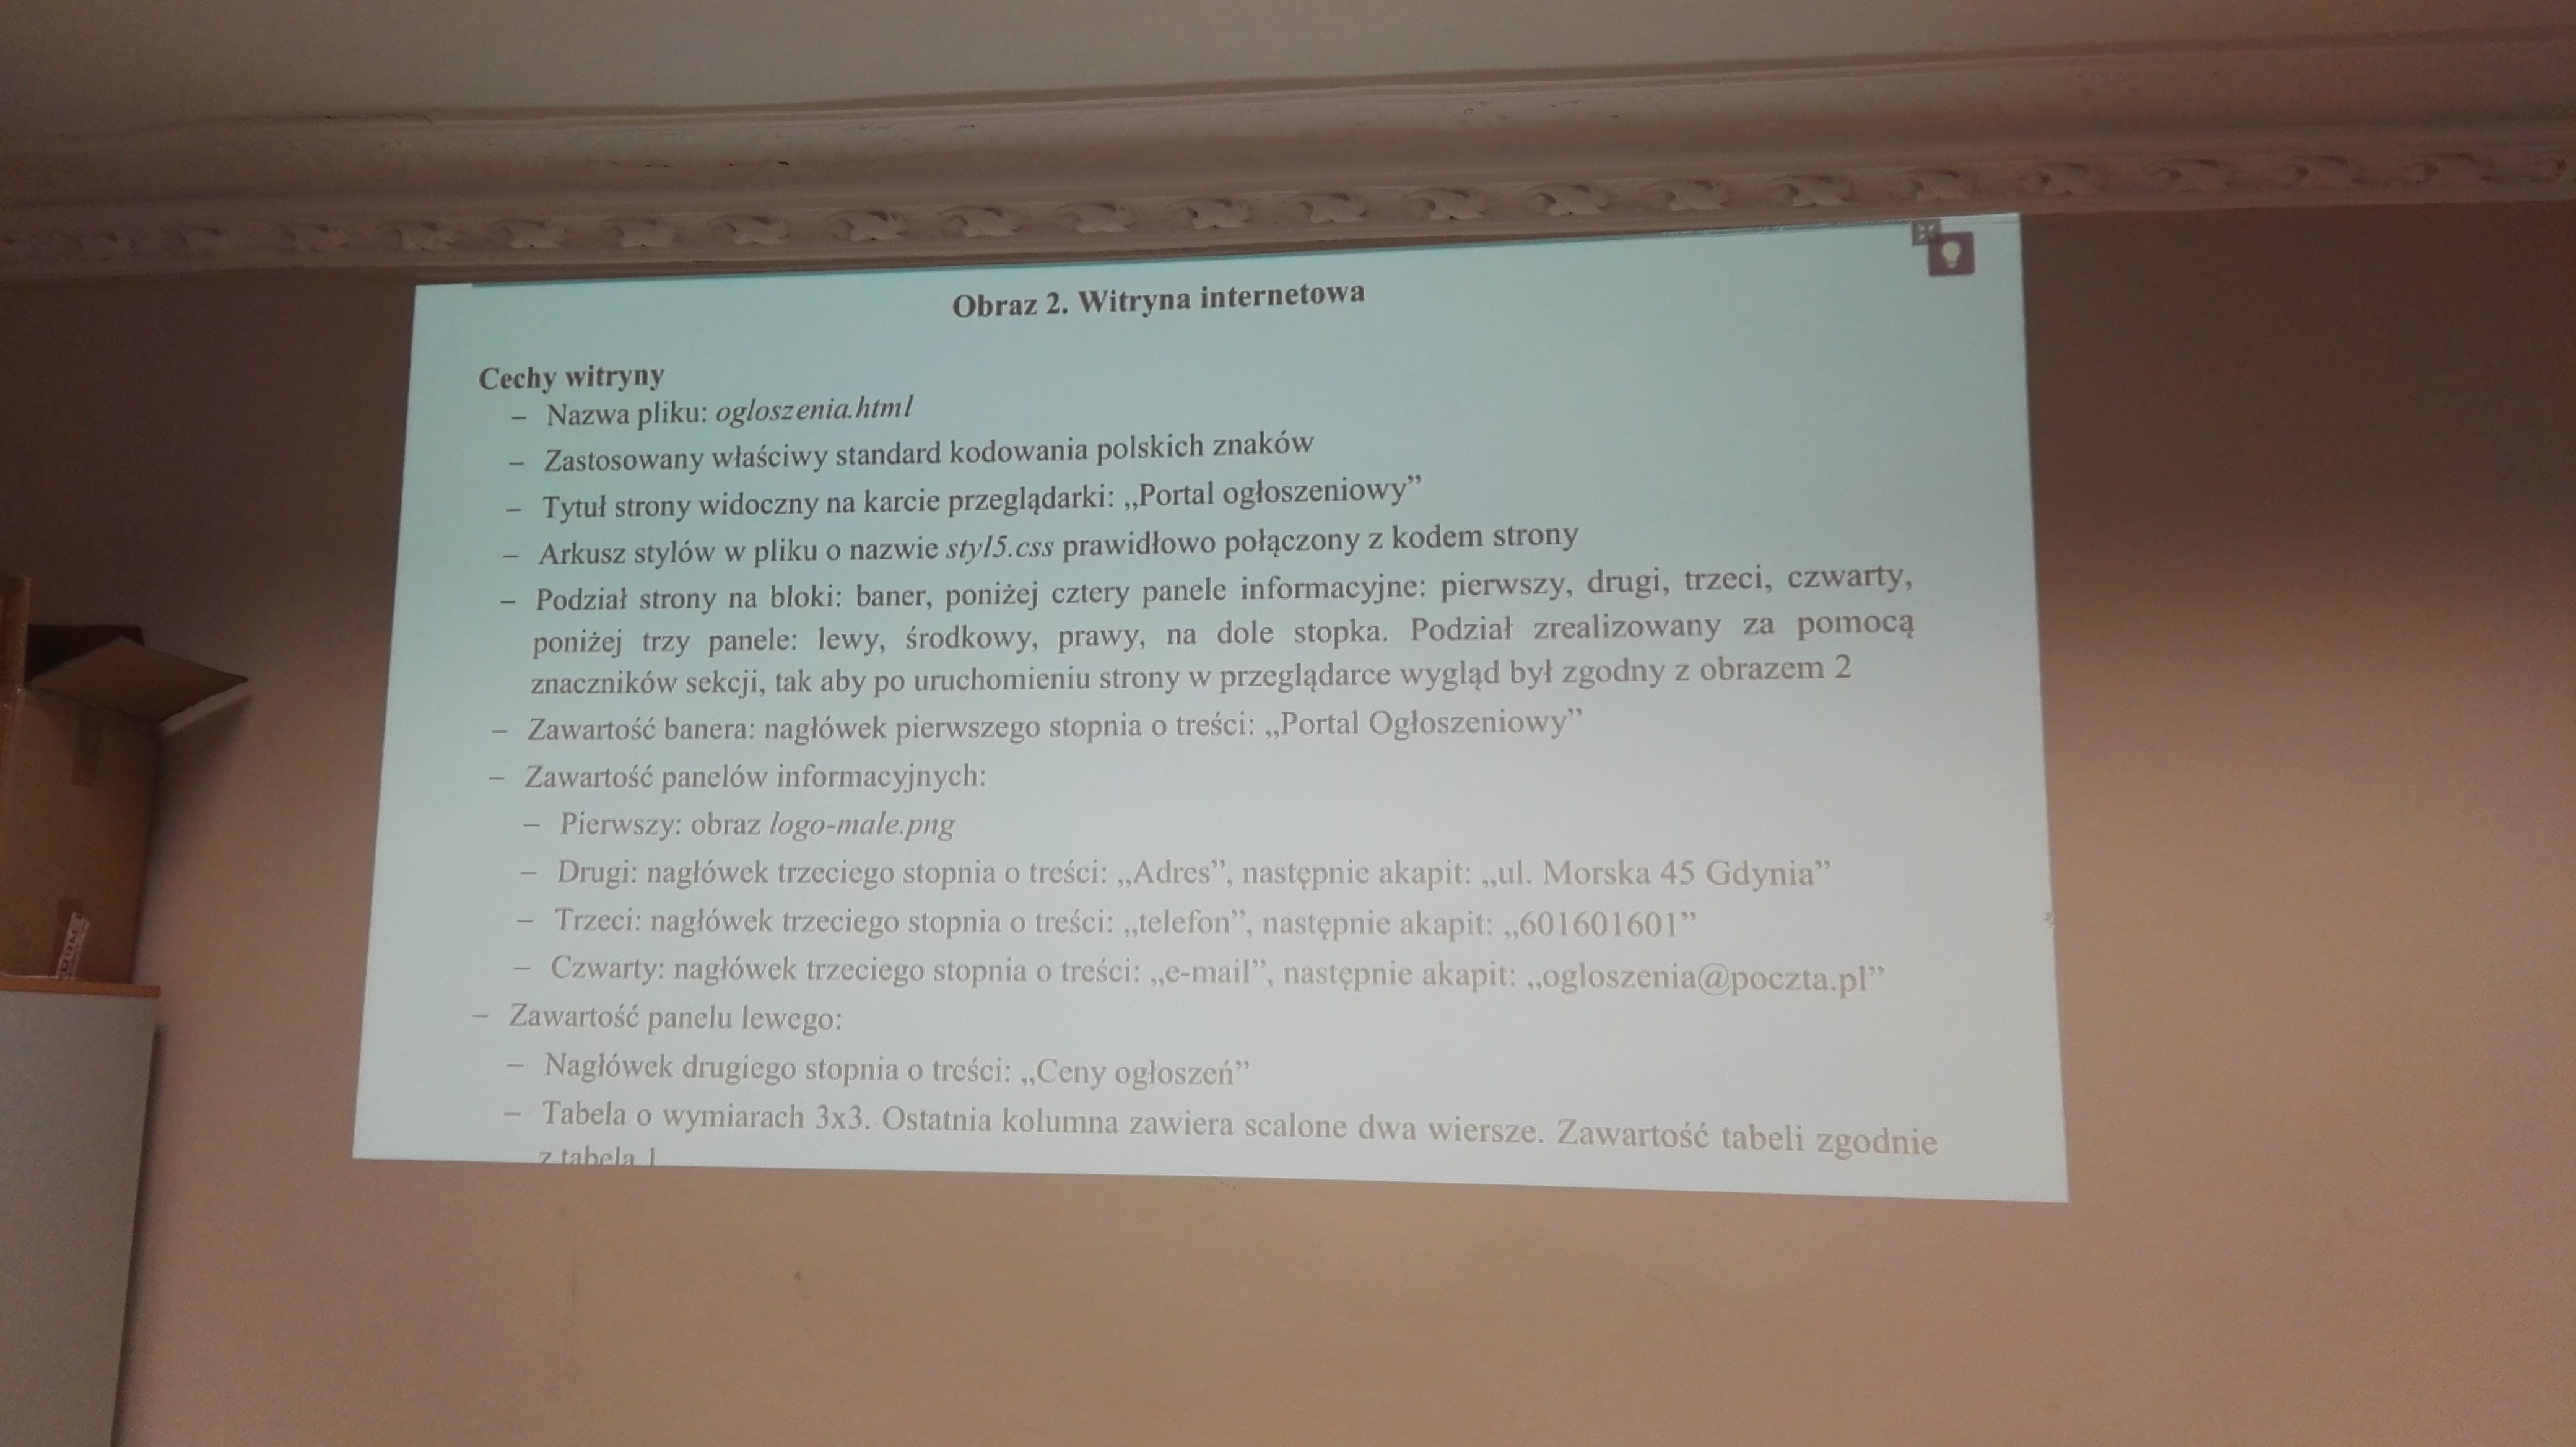 Obraz 2. Witryna internetowa
Cechy witryny
– Nazwa pliku: ogloszenia.html
– Zastosowany właściwy standard kodowania polskich znaków
– Tytuł strony widoczny na karcie przeglądarki: „Portal ogłoszeniowy”
– Arkusz stylów w pliku o nazwie styl5.css prawidłowo połączony z kodem strony
– Podział strony na bloki: baner, poniżej cztery panele informacyjne: pierwszy, drugi, trzeci, czwarty,
poniżej trzy panele: lewy, środkowy, prawy, na dole stopka. Podział zrealizowany za pomocą
znaczników sekcji, tak aby po uruchomieniu strony w przeglądarce wygląd był zgodny z obrazem 2
– Zawartość banera: nagłówek pierwszego stopnia o treści: „Portal Ogłoszeniowy”
– Zawartość panelów informacyjnych:
– Pierwszy: obraz logo-male.png
– Drugi: nagłówek trzeciego stopnia o treści: „Adres”, następnie akapit: „ul. Morska 45 Gdynia”
– Trzeci: nagłówek trzeciego stopnia o treści: „telefon”, następnie akapit: „601601601”
– Czwarty: nagłówek trzeciego stopnia o treści: „e-mail”, następnie akapit: „ogloszenia@poczta.pl”
– Zawartość panelu lewego:
– Nagłówek drugiego stopnia o treści: „Ceny ogłoszeń”
– Tabela o wymiarach 3x3. Ostatnia kolumna zawiera scalone dwa wiersze. Zawartość tabeli zgodnie
z tabelą 1